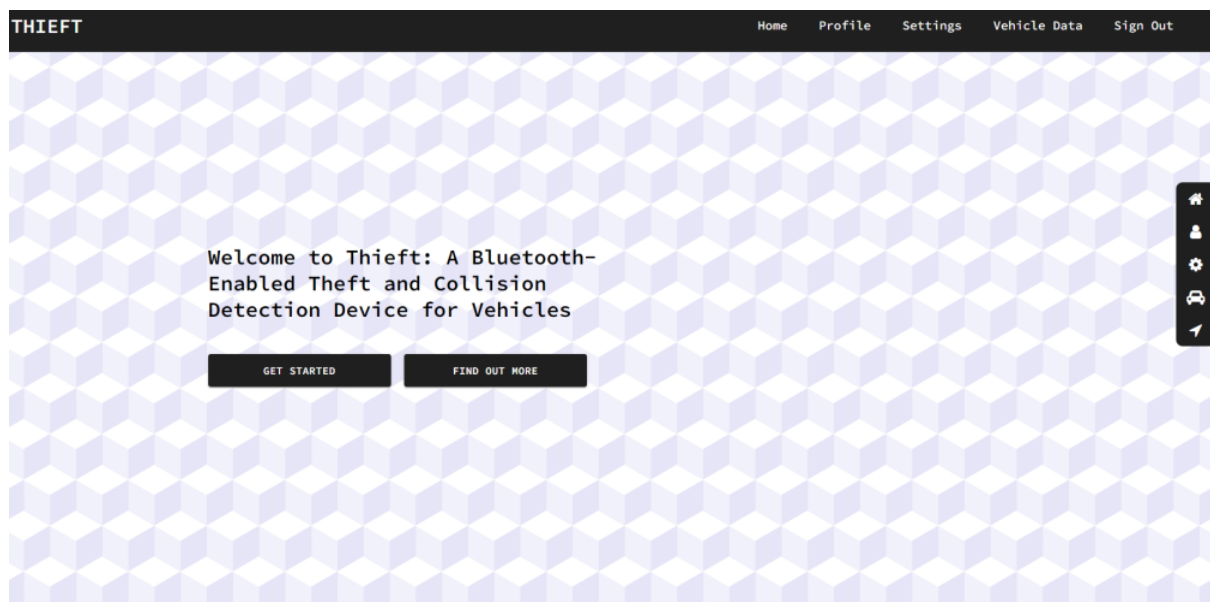 THIEFT
Home Profile Settings Vehicle Data Sign Out
Welcome to Thieft: A Bluetooth-
Enabled Theft and Collision
Detection Device for Vehicles
GET STARTED FIND OUT MORE